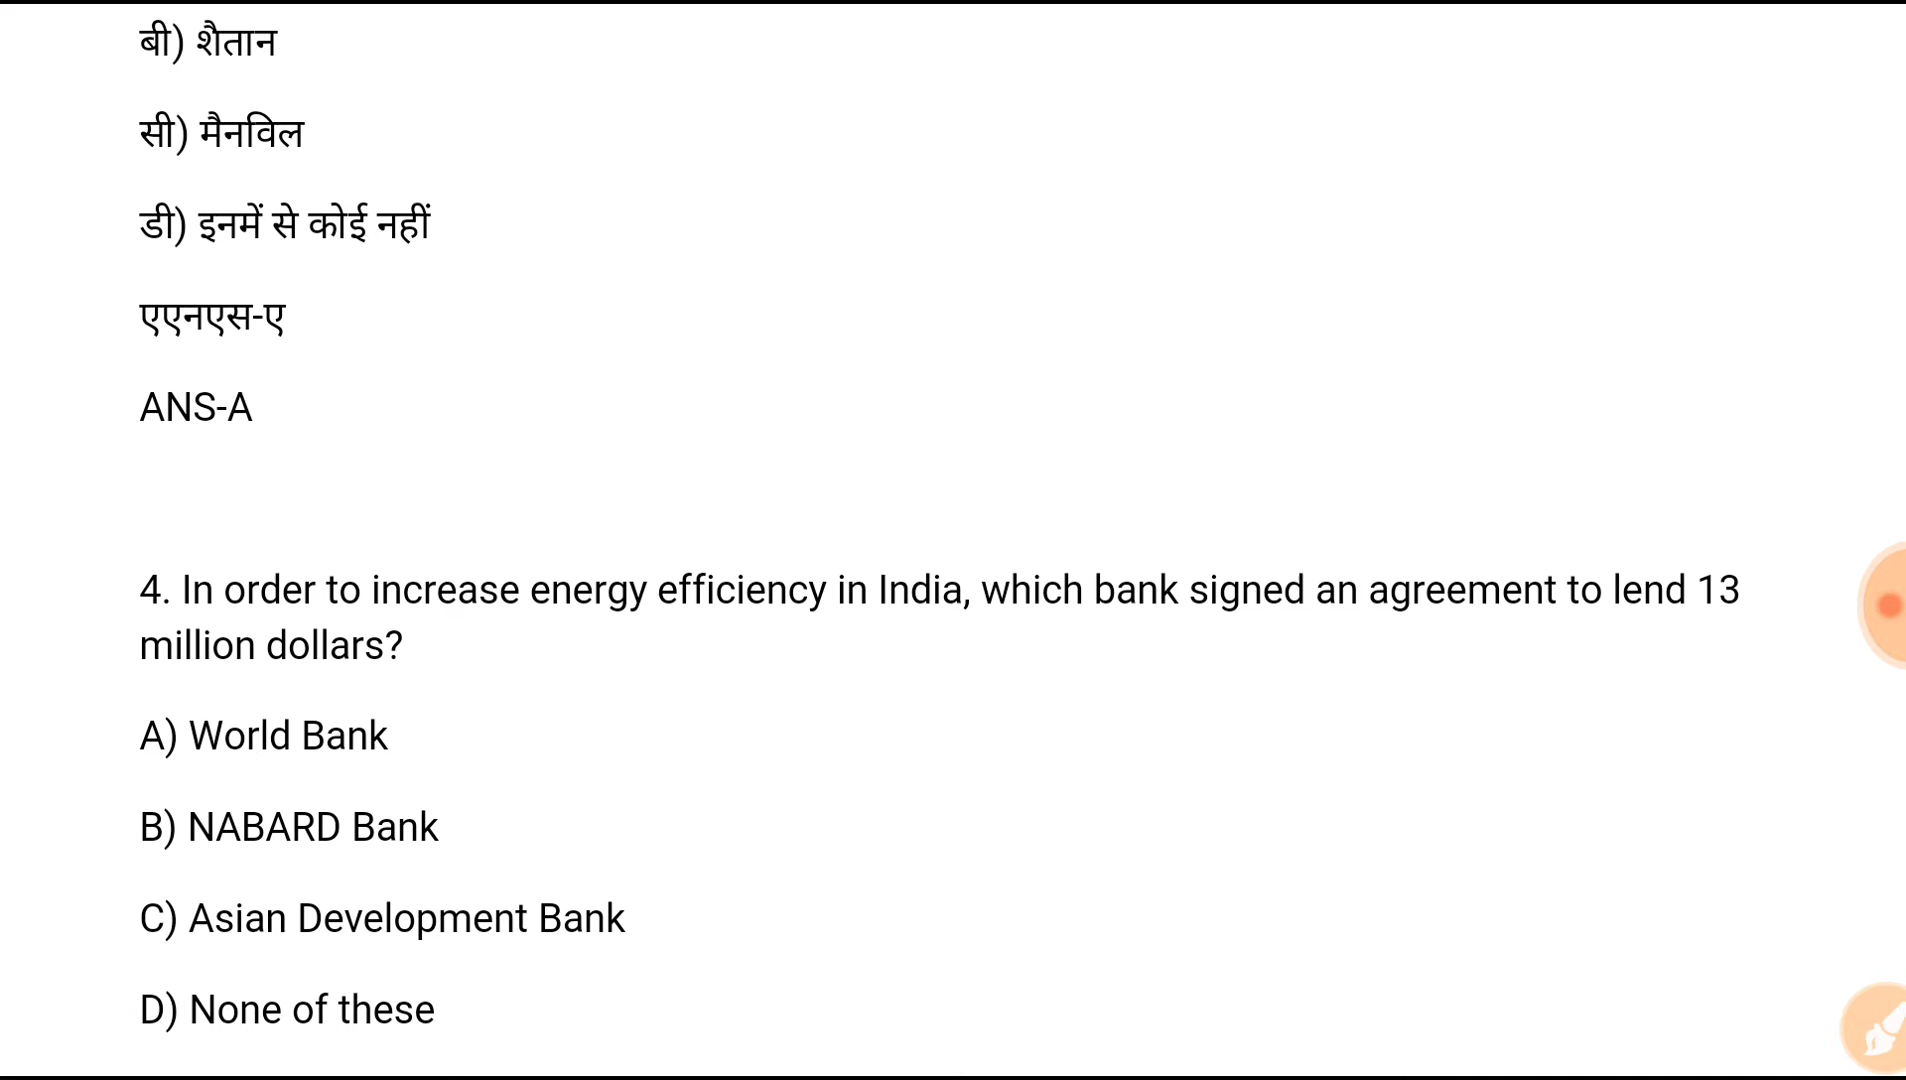 बी) शैतान
सी) मैनविल
डी) इनमें से कोई नहीं
एएनएस-ए
ANS-A
4. In order to increase energy efficiency in India, which bank signed an agreement to lend 13
million dollars?
A) World Bank
B) NABARD Bank
C) Asian Development Bank
D) None of these